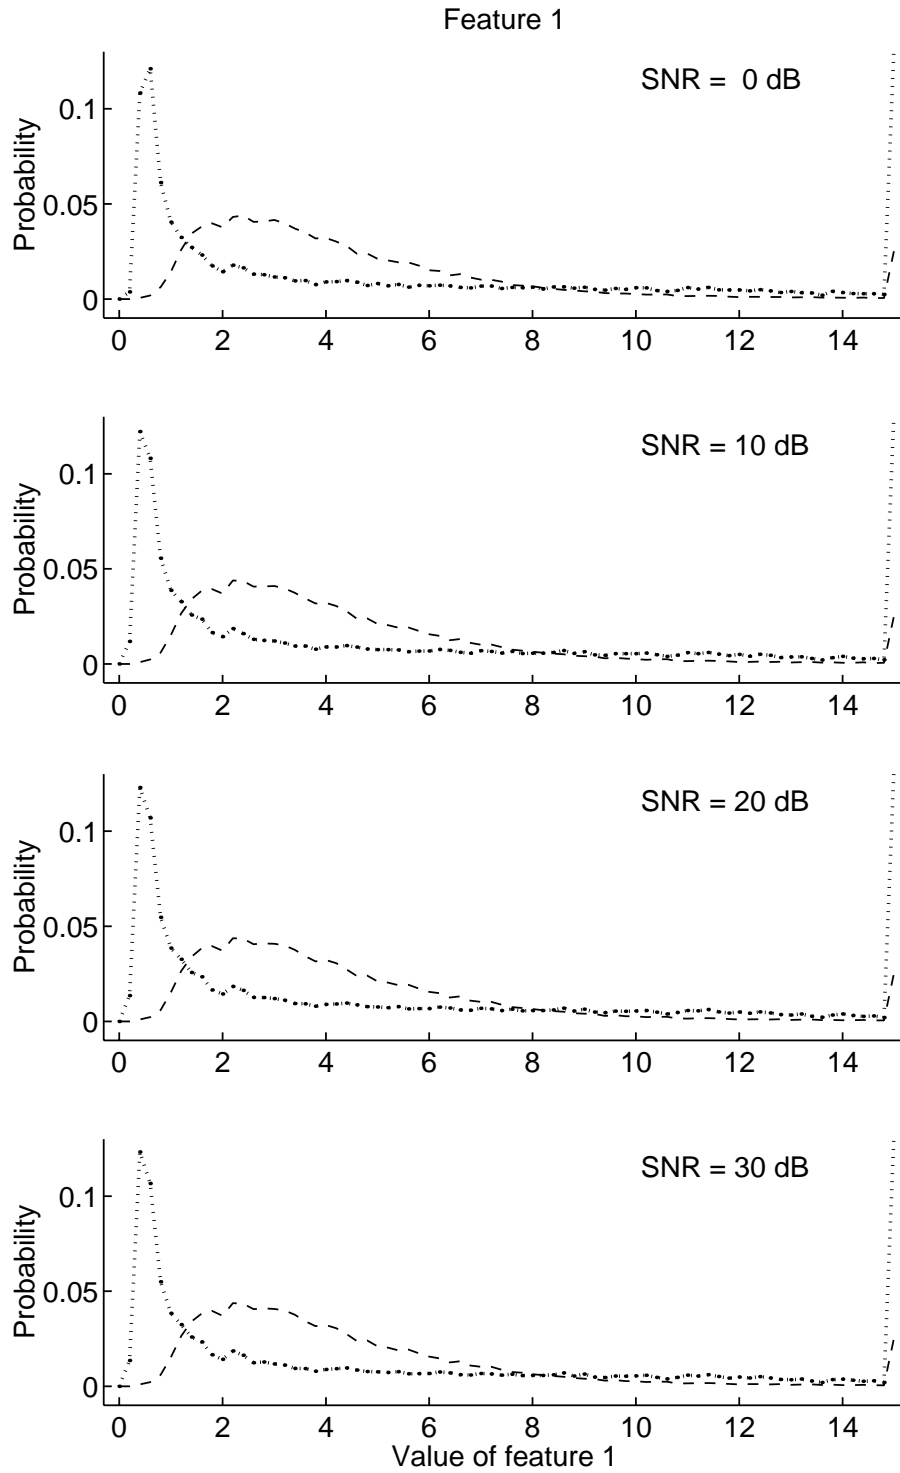 Feature 1
SNR = 0 dB
Probability
0.1
0.05
0
0 2 4 6 8 10 12 14
SNR = 10 dB
Probability
0.1
0.05
0
0 2 4 6 8 10 12 14
SNR = 20 dB
Probability
0.1
0.05
0
0 2 4 6 8 10 12 14
SNR = 30 dB
Probability
0.1
0.05
0
0 2 4 6 8 10 12 14
Value of feature 1